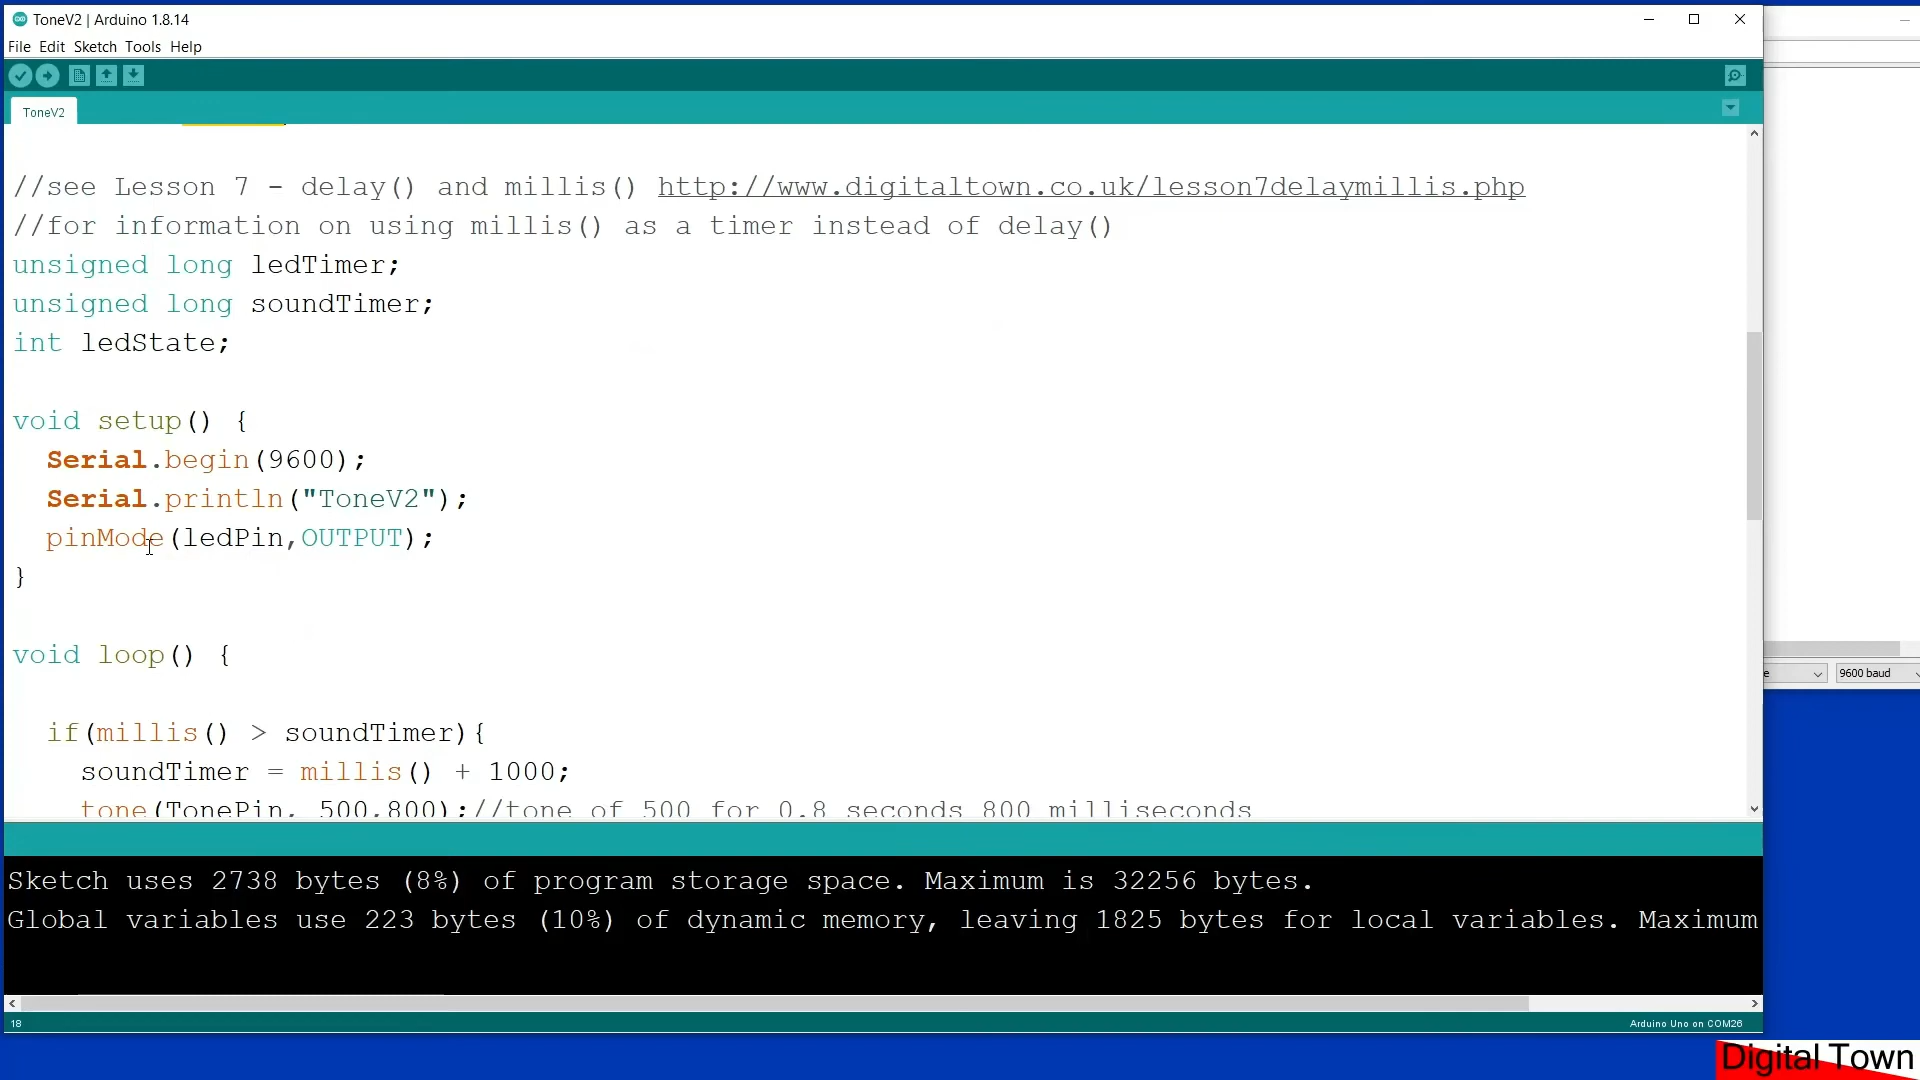 ToneV2 | Arduino 1.8.14
File Edit Sketch Tools Help
ToneV2
//see Lesson 7 - delay() and millis() http://www.digitaltown.co.uk/lesson7delaymillis.php
//for information on using millis() as a timer instead of delay()
unsigned long ledTimer;
unsigned long soundTimer;
int ledState;
void setup() {
Serial.begin(9600);
Serial.println("ToneV2");
pinMode(ledPin,OUTPUT);
}
void loop() {
if(millis() > soundTimer){
soundTimer = millis() + 1000;
tone(TonePin, 500,800);//tone of 500 for 0.8 seconds 800 milliseconds
e
9600 baud
Sketch uses 2738 bytes (8%) of program storage space. Maximum is 32256 bytes.
Global variables use 223 bytes (10%) of dynamic memory, leaving 1825 bytes for local variables. Maximum
18
Arduino Uno on COM26
Digital Town